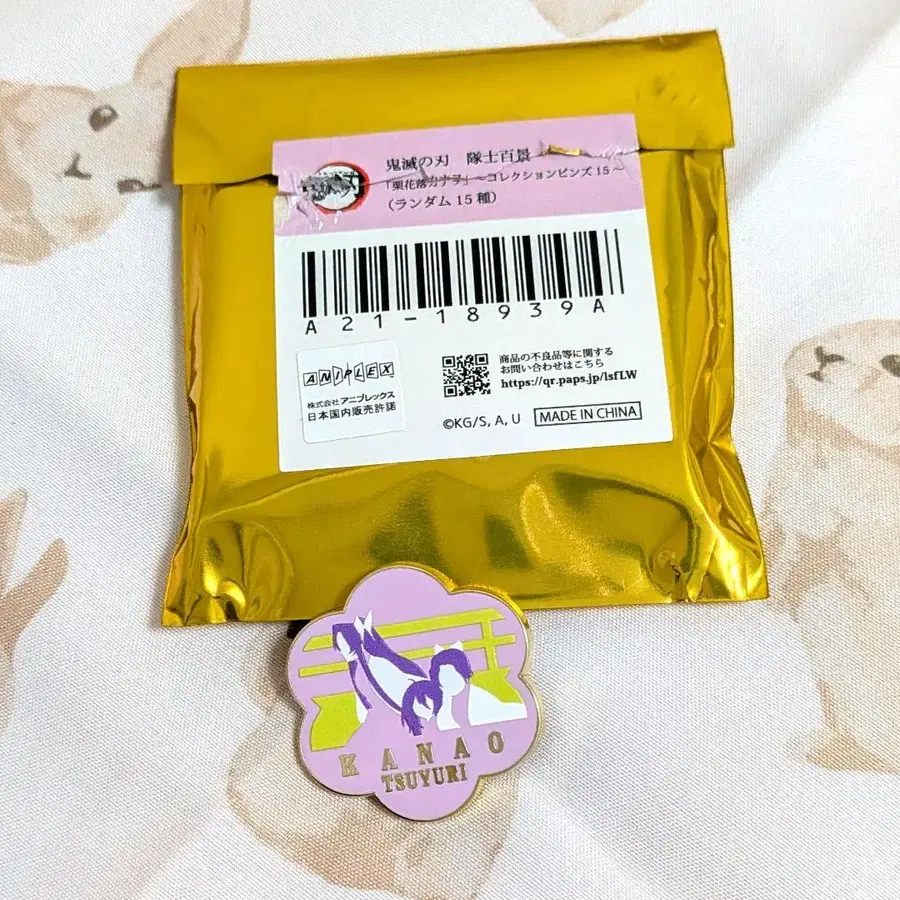 鬼滅の刃　隊士百景
「栗花落カナヲ」～コレクションピンズ 15～
（ランダム 15 種）
A21-18939A
ANIPLEX
株式会社アニプレックス
日本国内販売許諾
商品の不良品等に関する
お問い合わせはこちら
https://qr.paps.jp/lsfLW
©KG/S, A, U
MADE IN CHINA
KANAO
TSUYURI